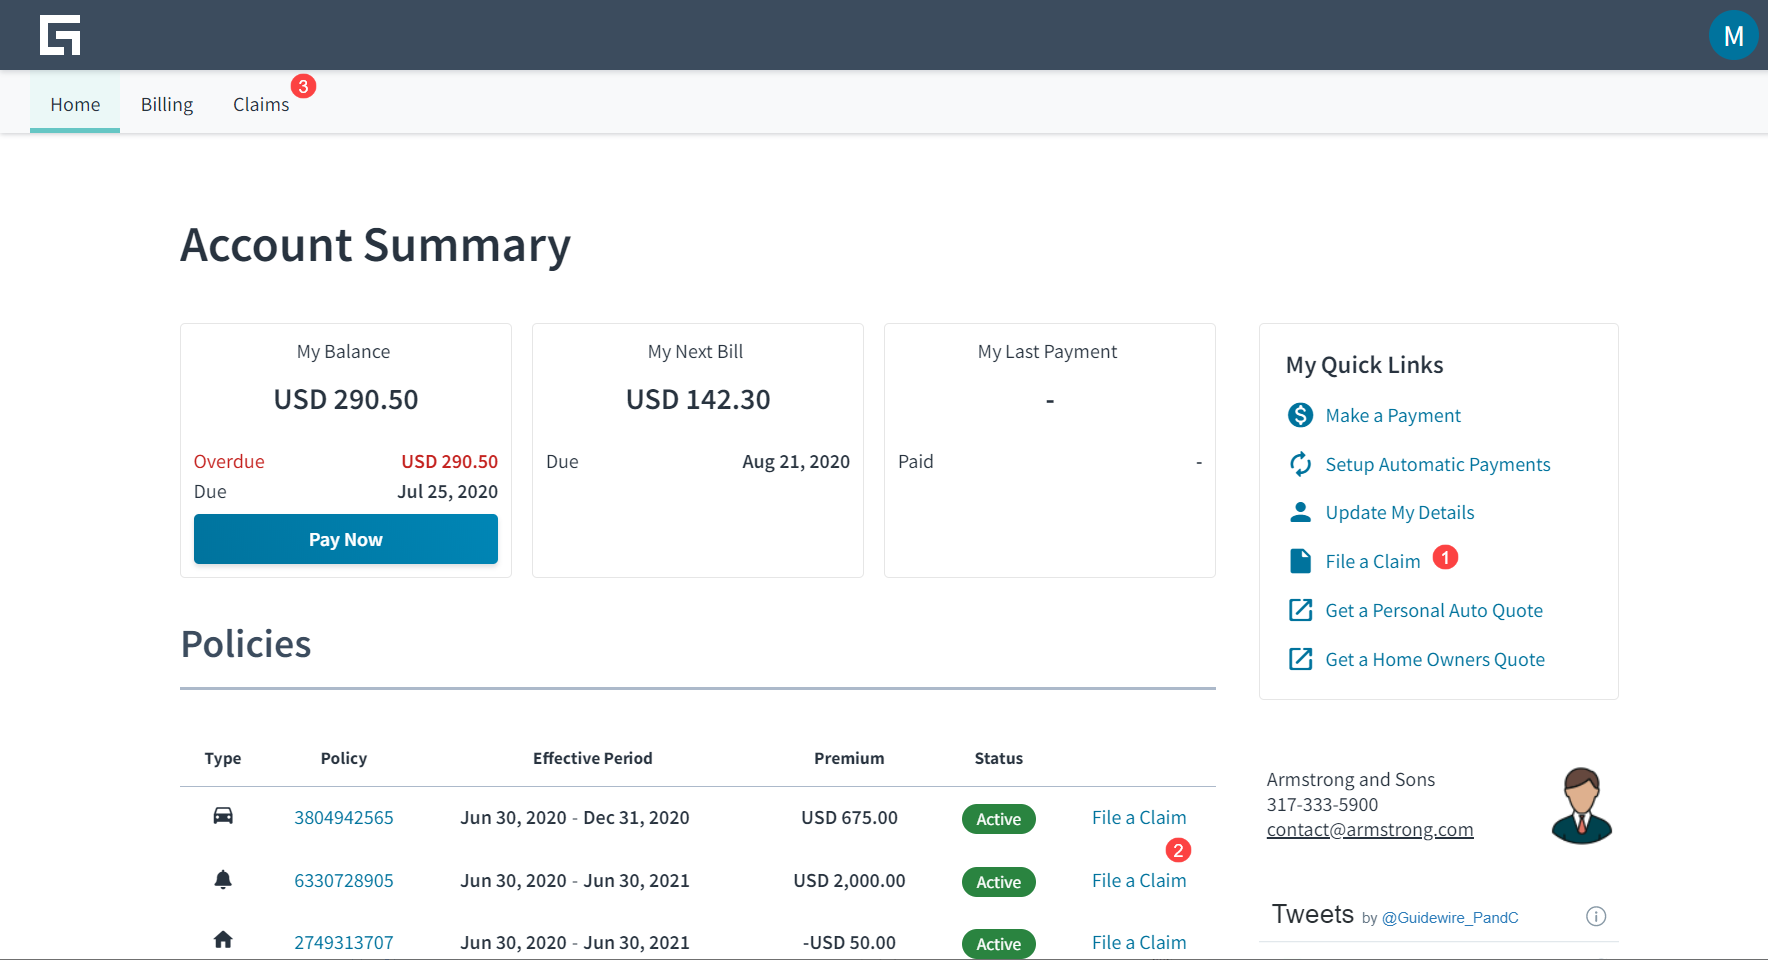 M
Home Billing Claims 3
Account Summary
My Balance
USD 290.50
Overdue USD 290.50
Due Jul 25, 2020
Pay Now
My Next Bill
USD 142.30
Due Aug 21, 2020
My Last Payment
-
Paid -
My Quick Links
Make a Payment
Setup Automatic Payments
Update My Details
File a Claim 1
Get a Personal Auto Quote
Get a Home Owners Quote
Policies
Type Policy Effective Period Premium Status
3804942565 Jun 30, 2020 - Dec 31, 2020 USD 675.00 Active File a Claim
2
6330728905 Jun 30, 2020 - Jun 30, 2021 USD 2,000.00 Active File a Claim
2749313707 Jun 30, 2020 - Jun 30, 2021 -USD 50.00 Active File a Claim
Armstrong and Sons
317-333-5900
contact@armstrong.com
Tweets by @Guidewire_PandC